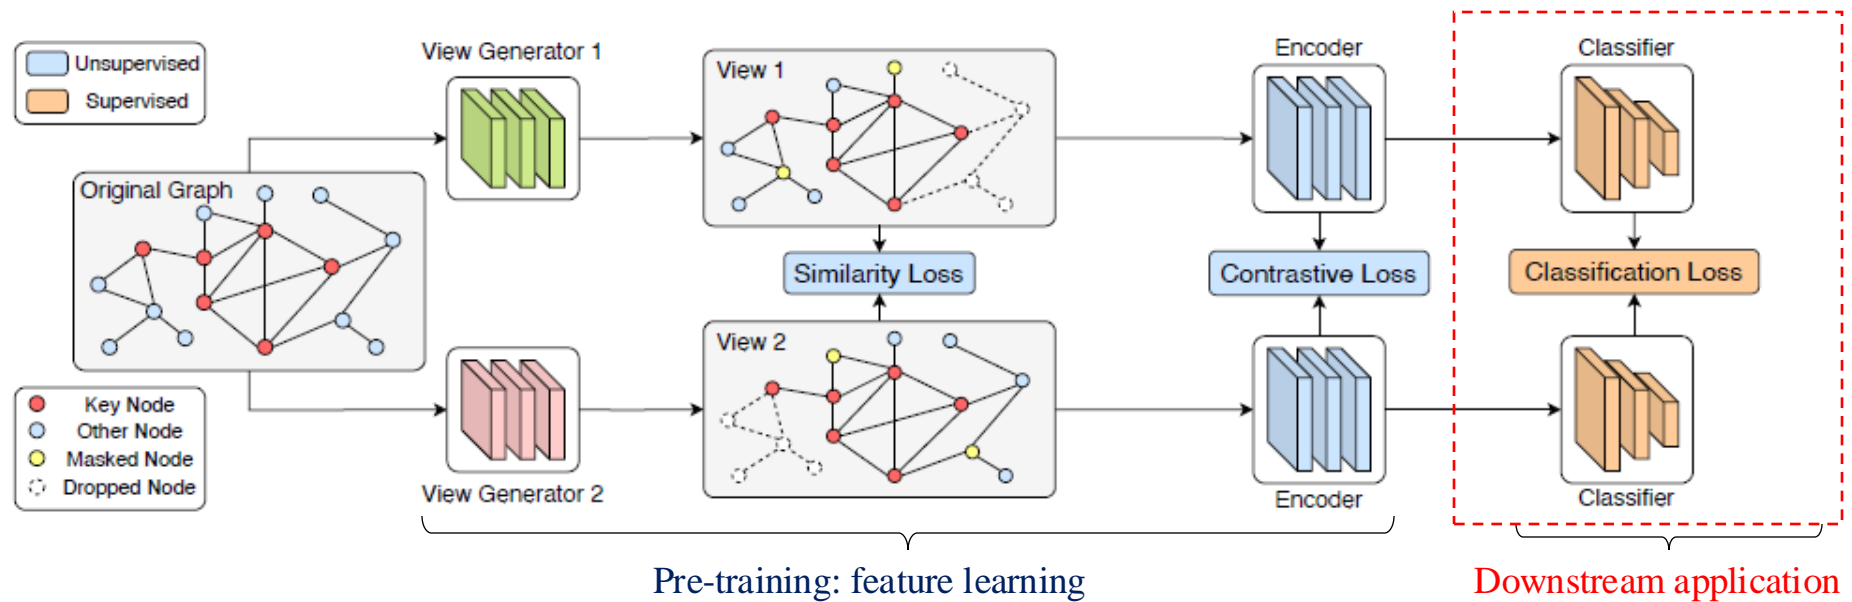 Unsupervised
Supervised
View Generator 1
View 1
Encoder
Classifier
Original Graph
Similarity Loss
Contrastive Loss
Classification Loss
Key Node
Other Node
Masked Node
Dropped Node
View Generator 2
View 2
Encoder
Classifier
Pre-training: feature learning
Downstream application